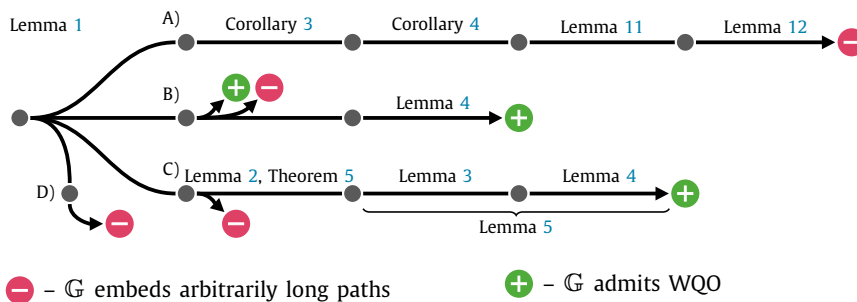 Lemma 1
A)
Corollary 3
Corollary 4
Lemma 11
Lemma 12
B)
Lemma 4
C)
Lemma 2, Theorem 5
Lemma 3
Lemma 4
D)
Lemma 5
– 𝔾 embeds arbitrarily long paths
– 𝔾 admits WQO